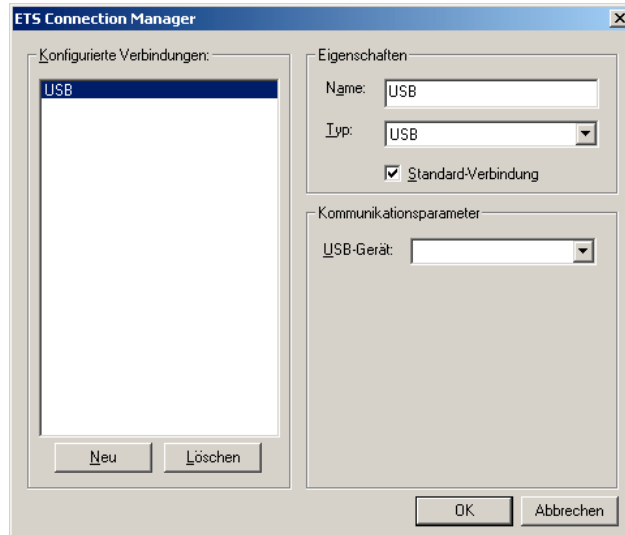 ETS Connection Manager
Konfigurierte Verbindungen:
USB
Neu
Löschen
Eigenschaften
Name: USB
Typ: USB
Standard-Verbindung
Kommunikationsparameter
USB-Gerät:
OK
Abbrechen